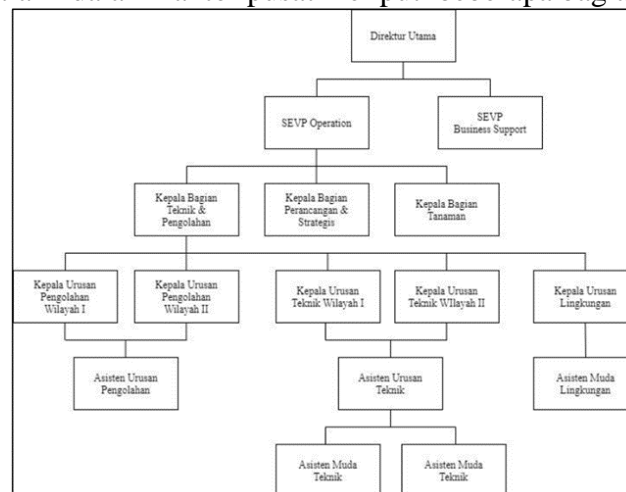 Direktur Utama
SEVP Operation
SEVP
Business Support
Kepala Bagian
Teknik &
Pengolahan
Kepala Bagian
Perancangan &
Strategis
Kepala Bagian
Tanaman
Kepala Urusan
Pengolahan
Wilayah I
Kepala Urusan
Pengolahan
Wilayah II
Kepala Urusan
Teknik Wilayah I
Kepala Urusan
Teknik WIlayah II
Kepala Urusan
Lingkungan
Asisten Urusan
Pengolahan
Asisten Urusan
Teknik
Asisten Muda
Lingkungan
Asisten Muda
Teknik
Asisten Muda
Teknik